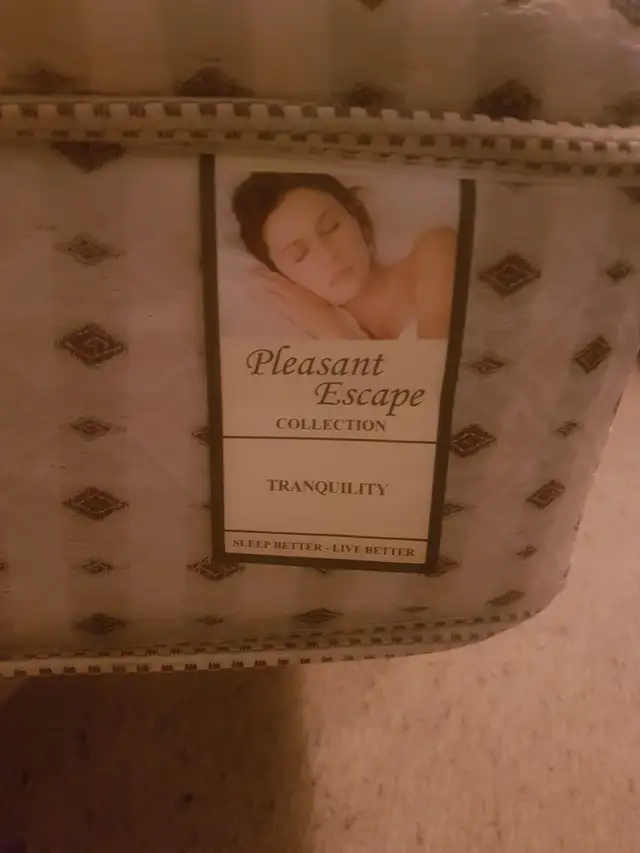 Pleasant
Escape
COLLECTION
TRANQUILITY
SLEEP BETTER - LIVE BETTER